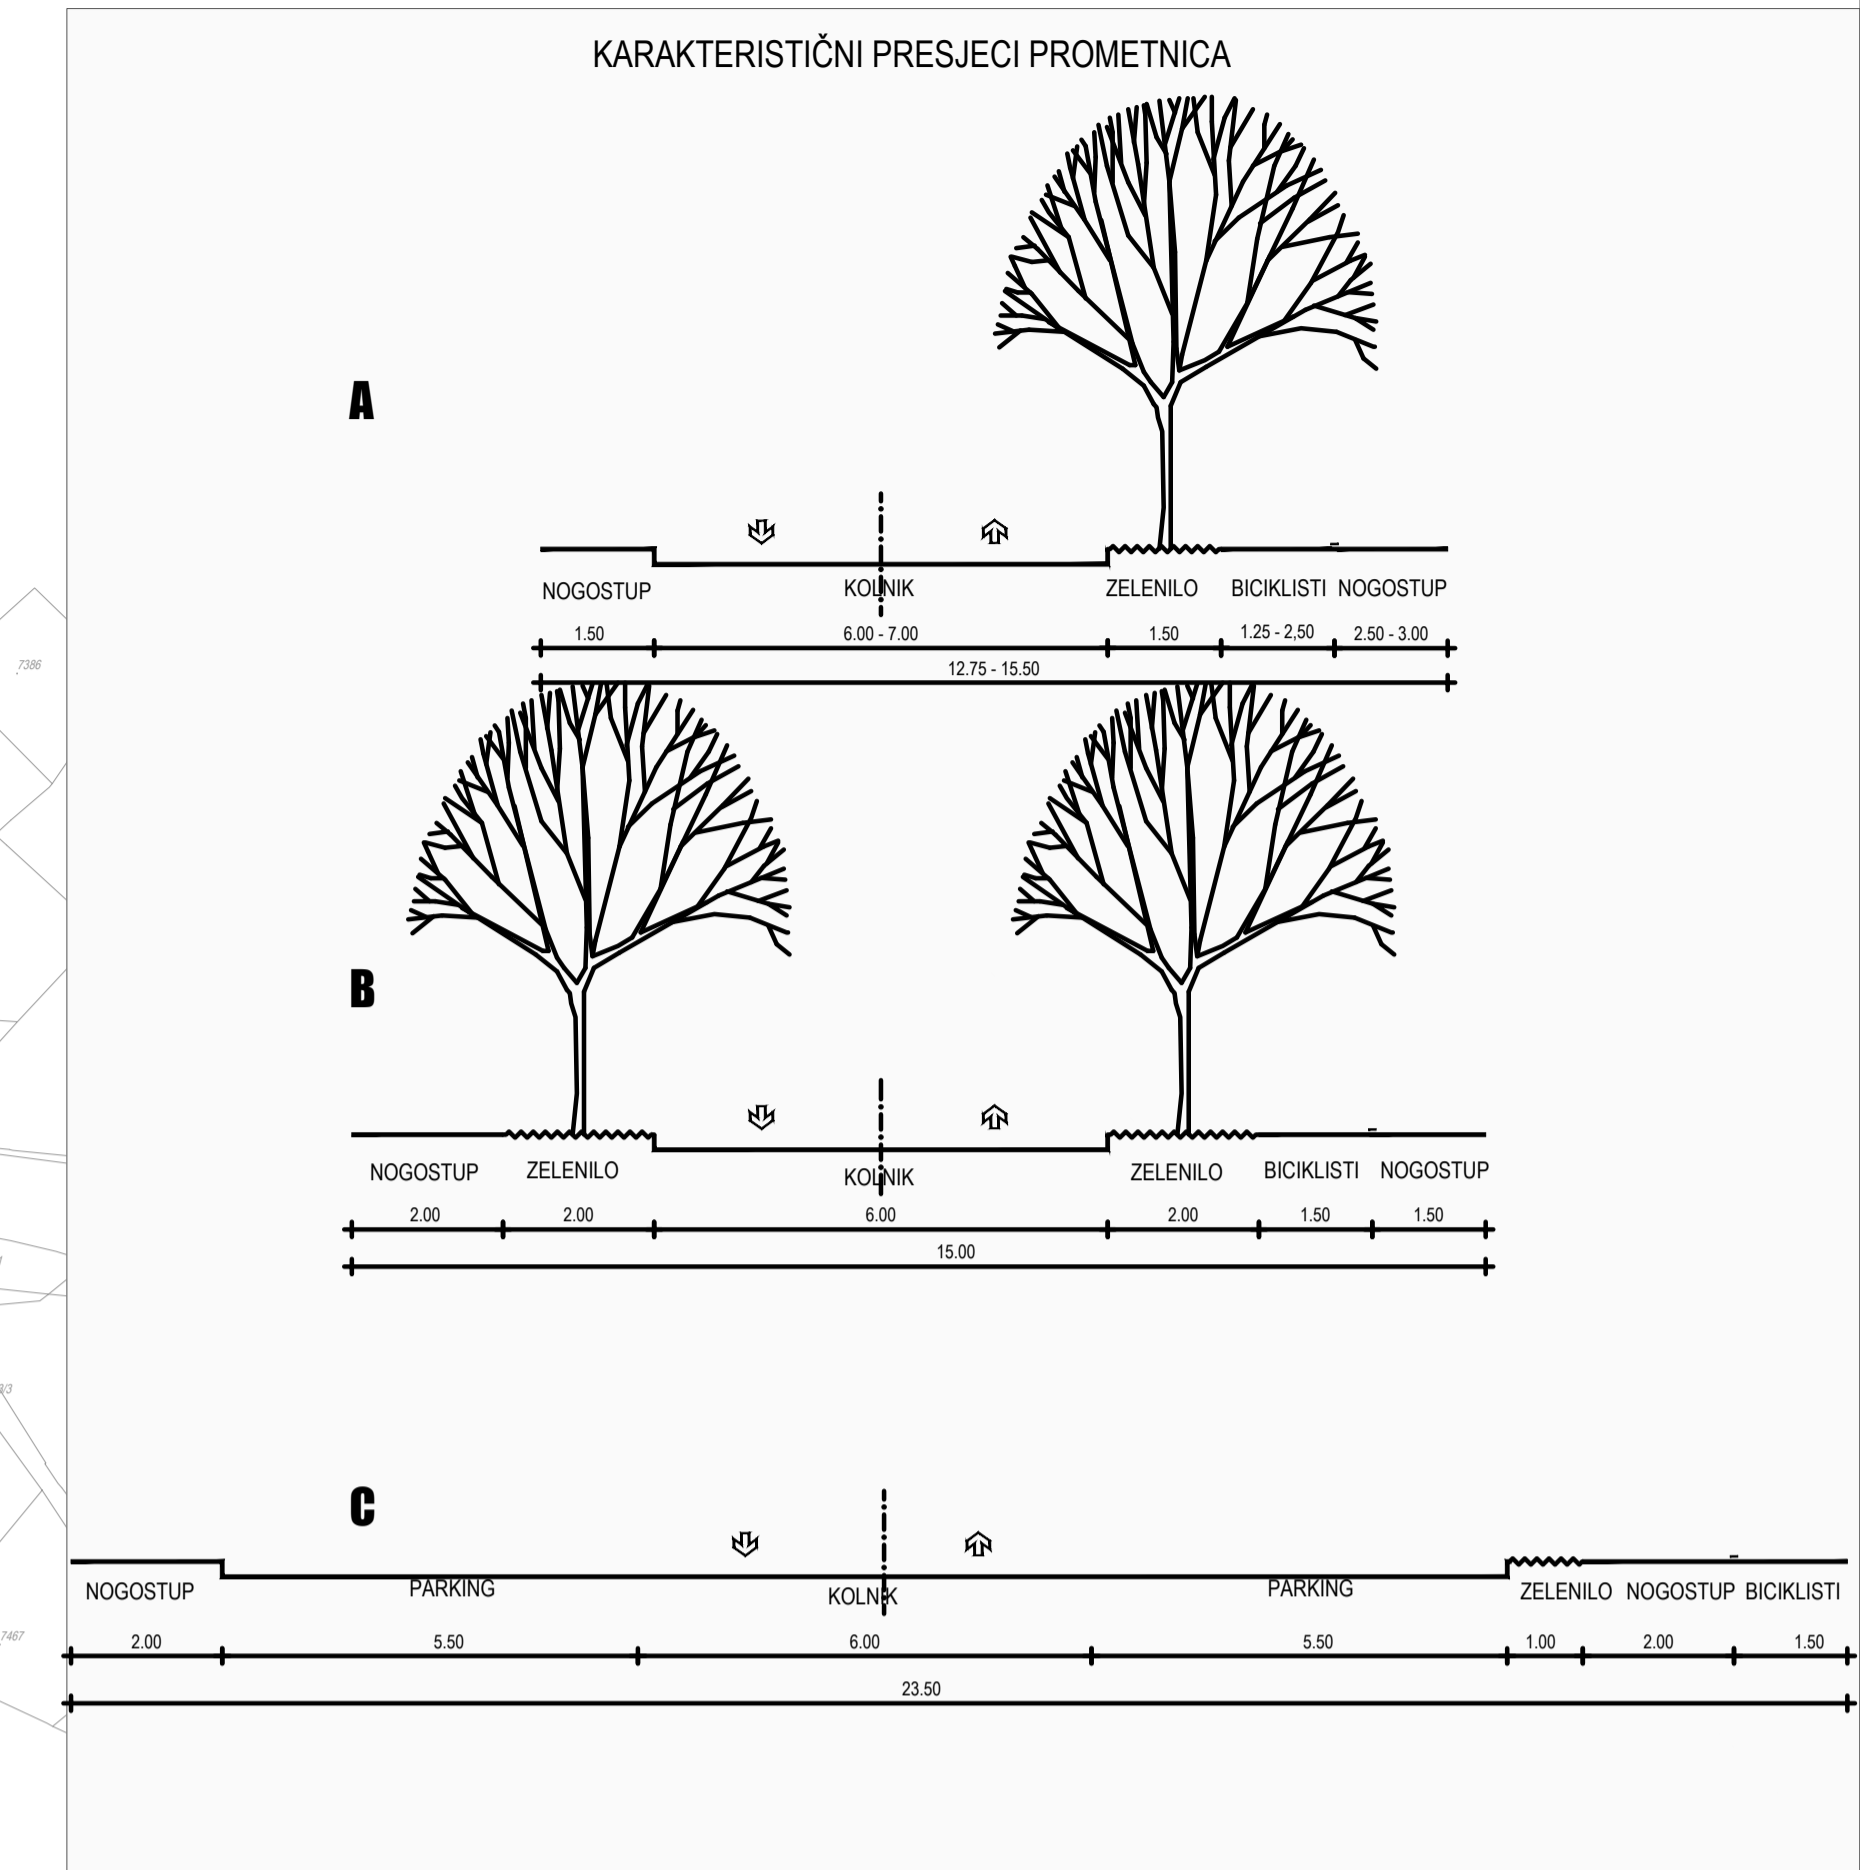 KARAKTERISTIČNI PRESJECI PROMETNICA
A
NOGOSTUP KOLNIK ZELENILO BICIKLISTI NOGOSTUP
1.50 6.00 - 7.00 1.50 1.25 - 2,50 2.50 - 3.00
12.75 - 15.50
7386
B
NOGOSTUP ZELENILO KOLNIK ZELENILO BICIKLISTI NOGOSTUP
2.00 2.00 6.00 2.00 1.50 1.50
15.00
C
NOGOSTUP PARKING KOLNIK PARKING ZELENILO NOGOSTUP BICIKLISTI
7467
2.00 5.50 6.00 5.50 1.00 2.00 1.50
23.50